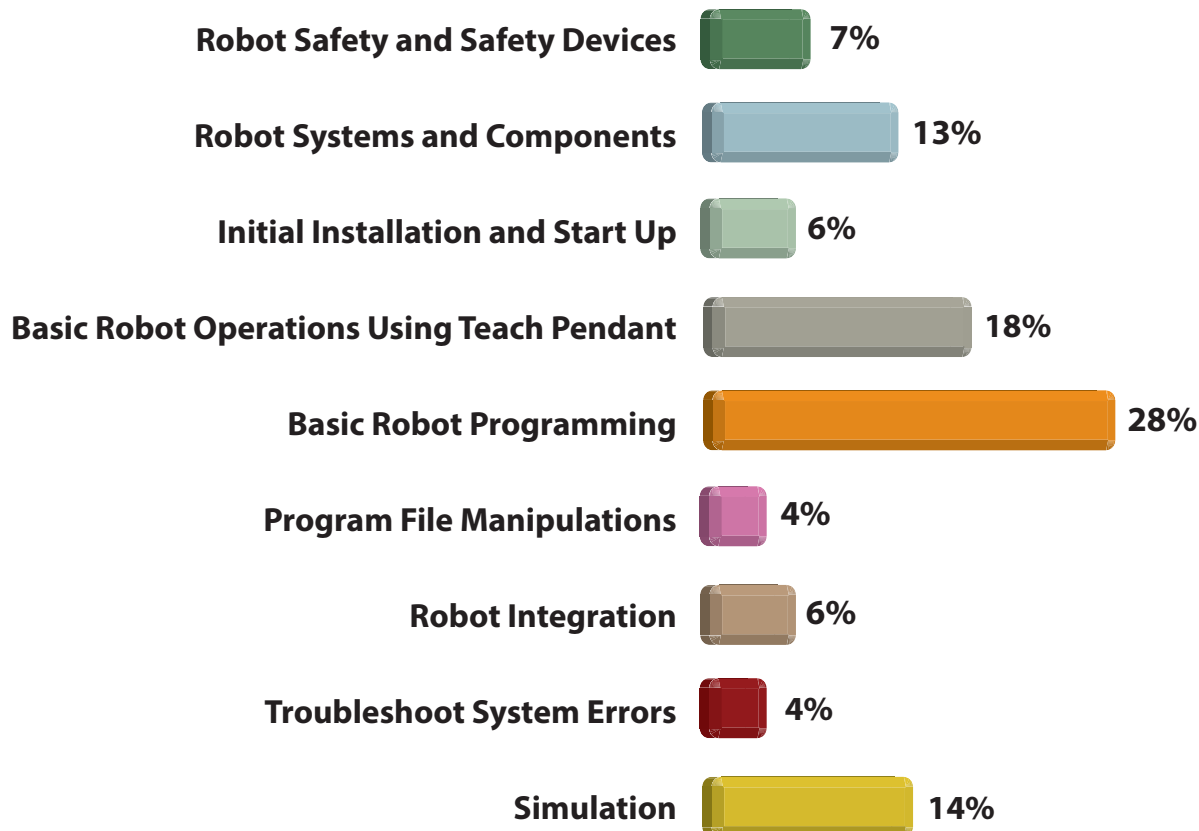 Robot Safety and Safety Devices 7%
Robot Systems and Components 13%
Initial Installation and Start Up 6%
Basic Robot Operations Using Teach Pendant 18%
Basic Robot Programming 28%
Program File Manipulations 4%
Robot Integration 6%
Troubleshoot System Errors 4%
Simulation 14%